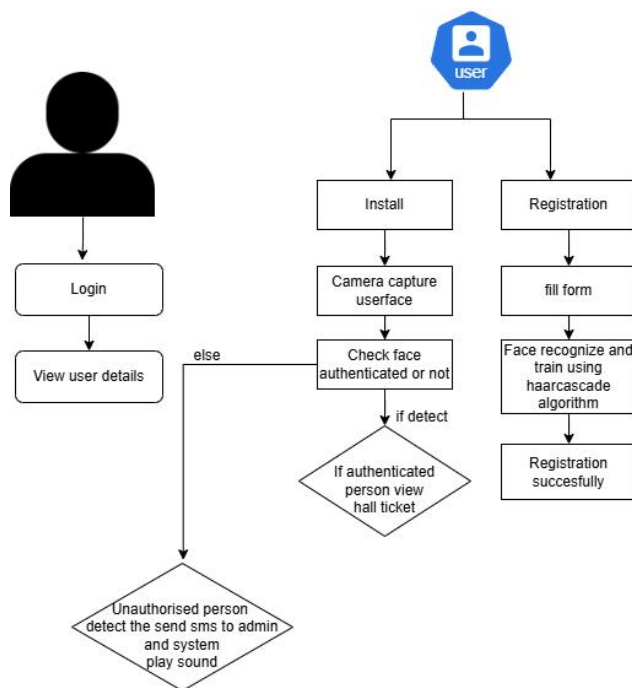 user
Install
Registration
Login
Camera capture
userface
fill form
View user details
else
Check face
authenticated or not
Face recognize and
train using
haarcascade
algorithm
if detect
If authenticated
person view
hall ticket
Registration
succesfully
Unauthorised person
detect the send sms to admin
and system
play sound